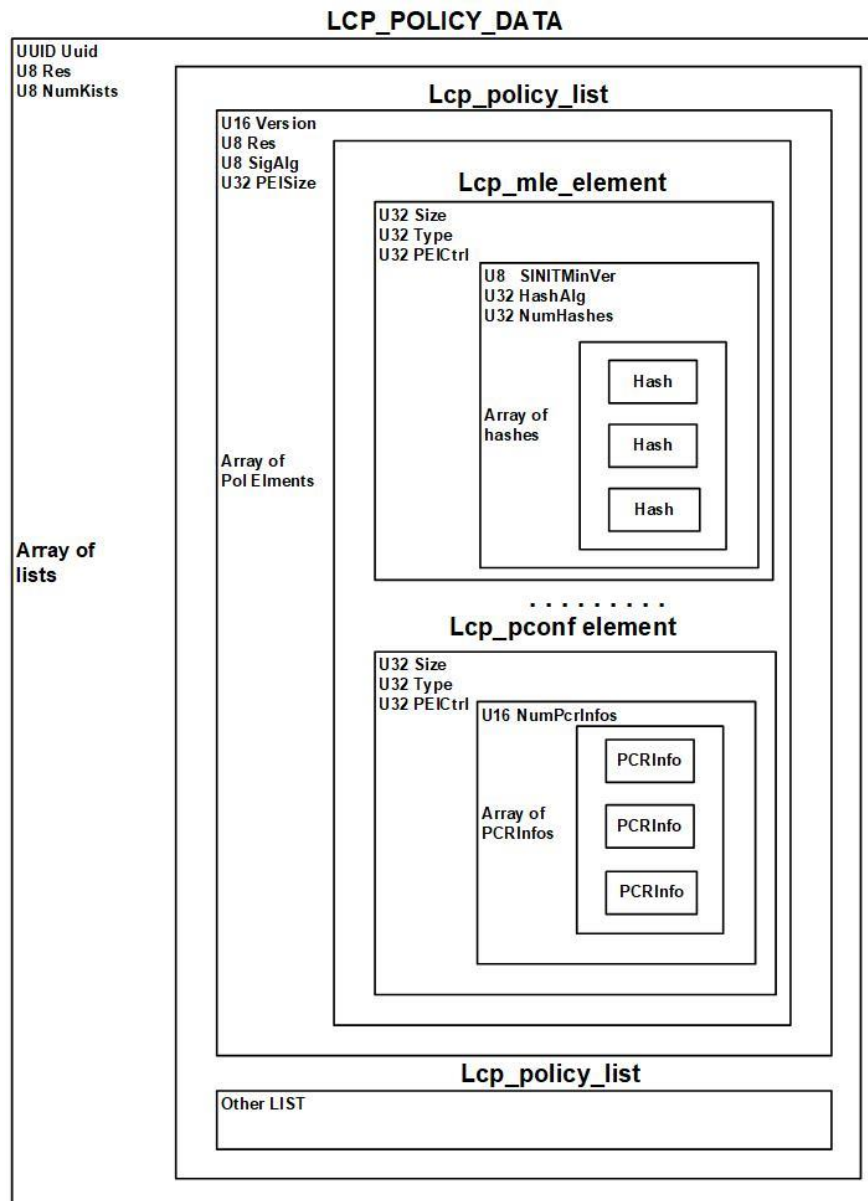 LCP_POLICY_DATA
UUID Uuid
U8 Res
U8 NumKists
Lcp_policy_list
U16 Version
U8 Res
U8 SigAlg
U32 PEISize
Lcp_mle_element
U32 Size
U32 Type
U32 PEICtrl
U8 SINITMinVer
U32 HashAlg
U32 NumHashes
Hash
Array of
hashes
Hash
Hash
Array of
Pol Elments
Array of
lists
. . . . . . . . .
Lcp_pconf element
U32 Size
U32 Type
U32 PEICtrl
U16 NumPcrInfos
PCRInfo
Array of
PCRInfos
PCRInfo
PCRInfo
Lcp_policy_list
Other LIST